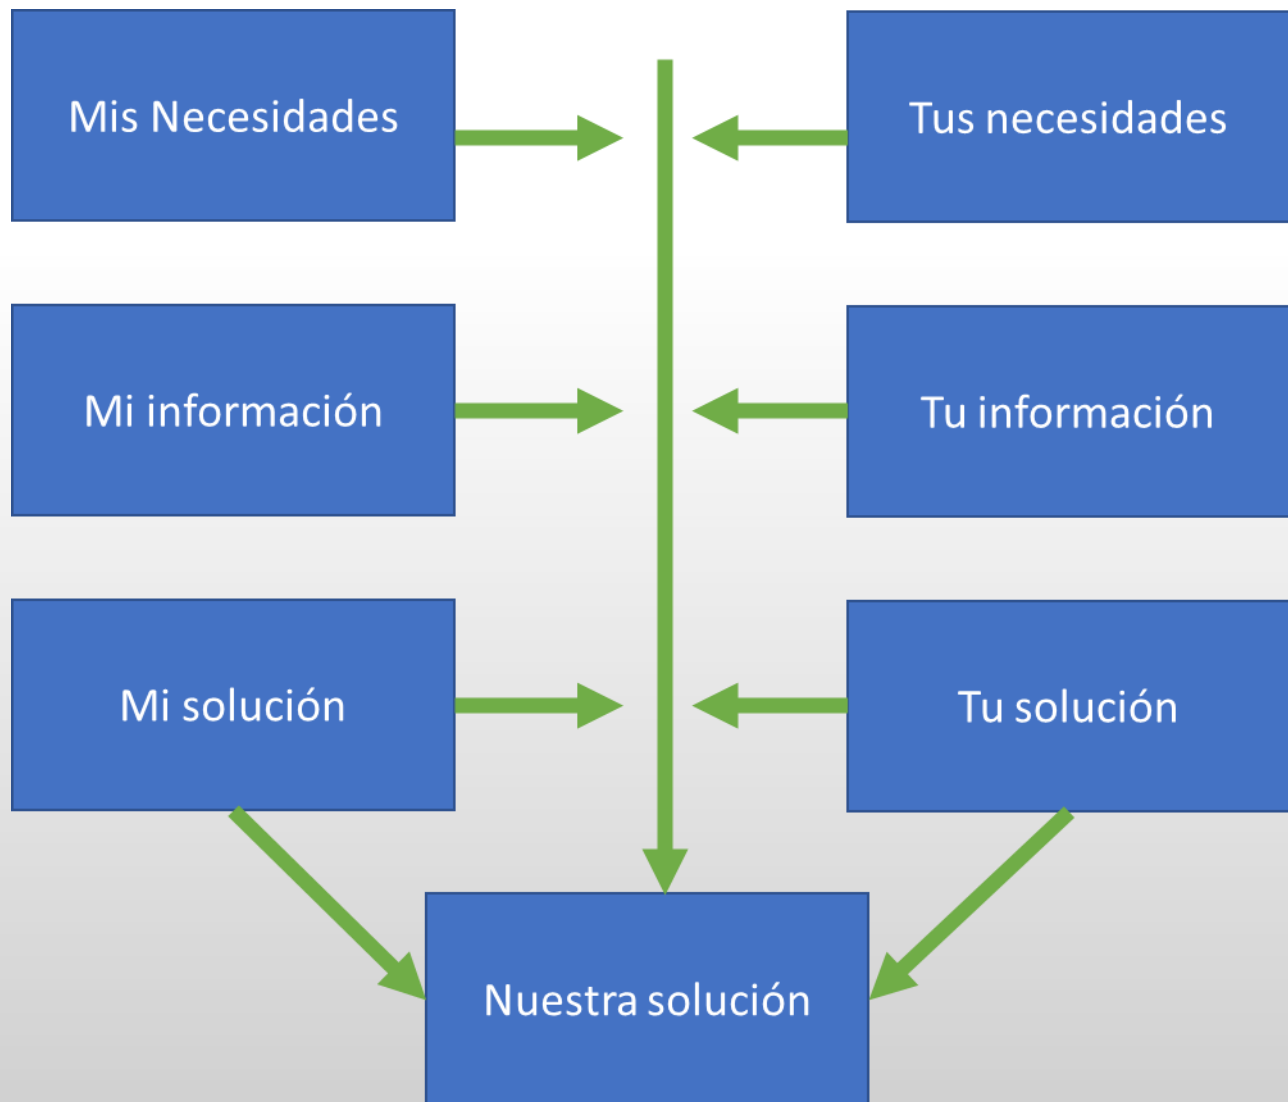 Mis Necesidades
Tus necesidades
Mi información
Tu información
Mi solución
Tu solución
Nuestra solución